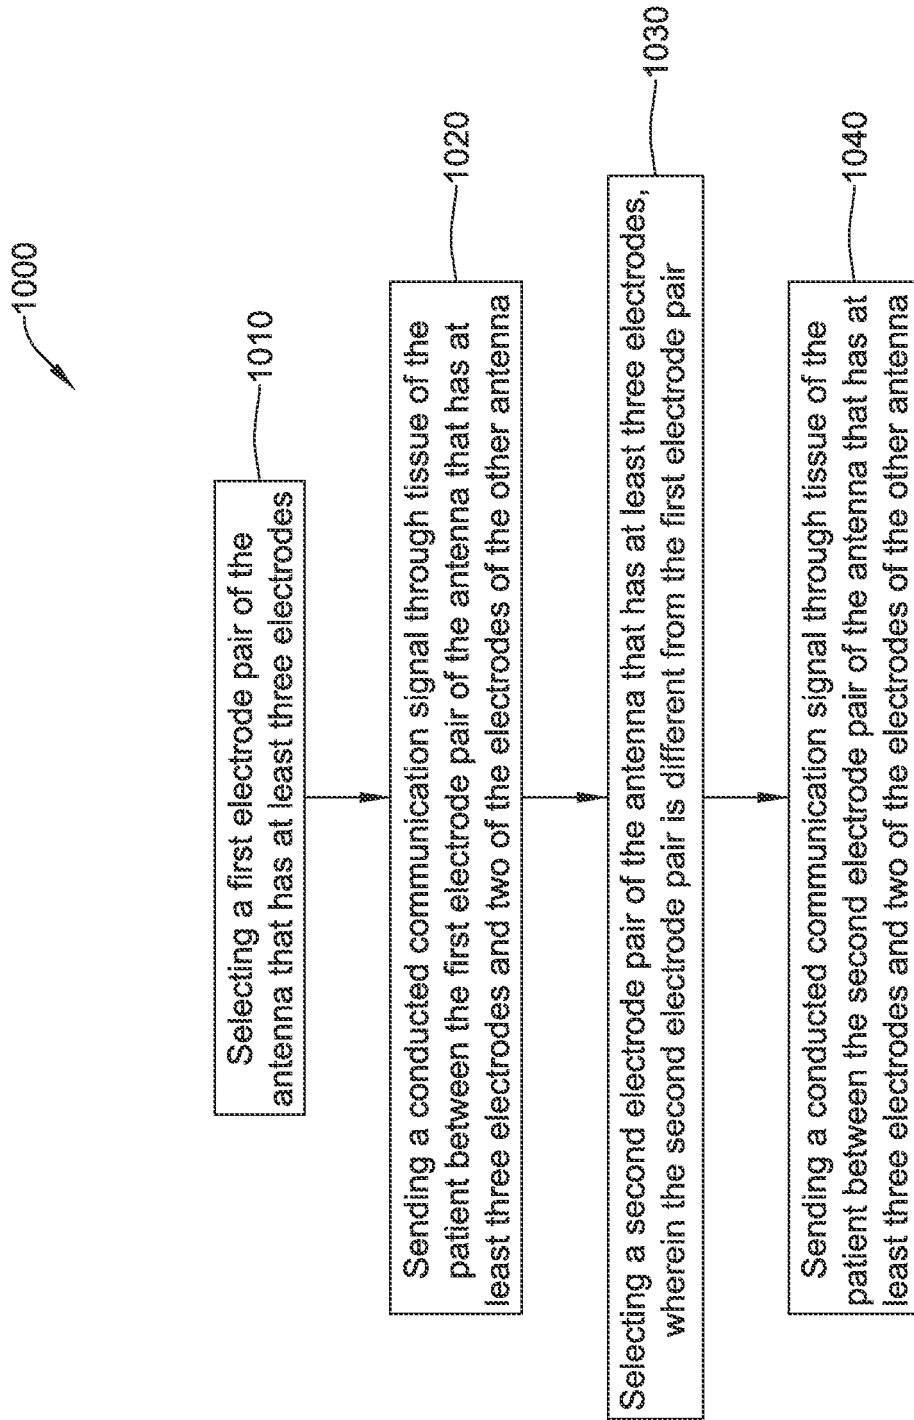 1000
1010
Selecting a first electrode pair of the
antenna that has at least three electrodes
1020
Sending a conducted communication signal through tissue of the
patient between the first electrode pair of the antenna that has at
least three electrodes and two of the electrodes of the other antenna
1030
Selecting a second electrode pair of the antenna that has at least three electrodes,
wherein the second electrode pair is different from the first electrode pair
1040
Sending a conducted communication signal through tissue of the
patient between the second electrode pair of the antenna that has at
least three electrodes and two of the electrodes of the other antenna